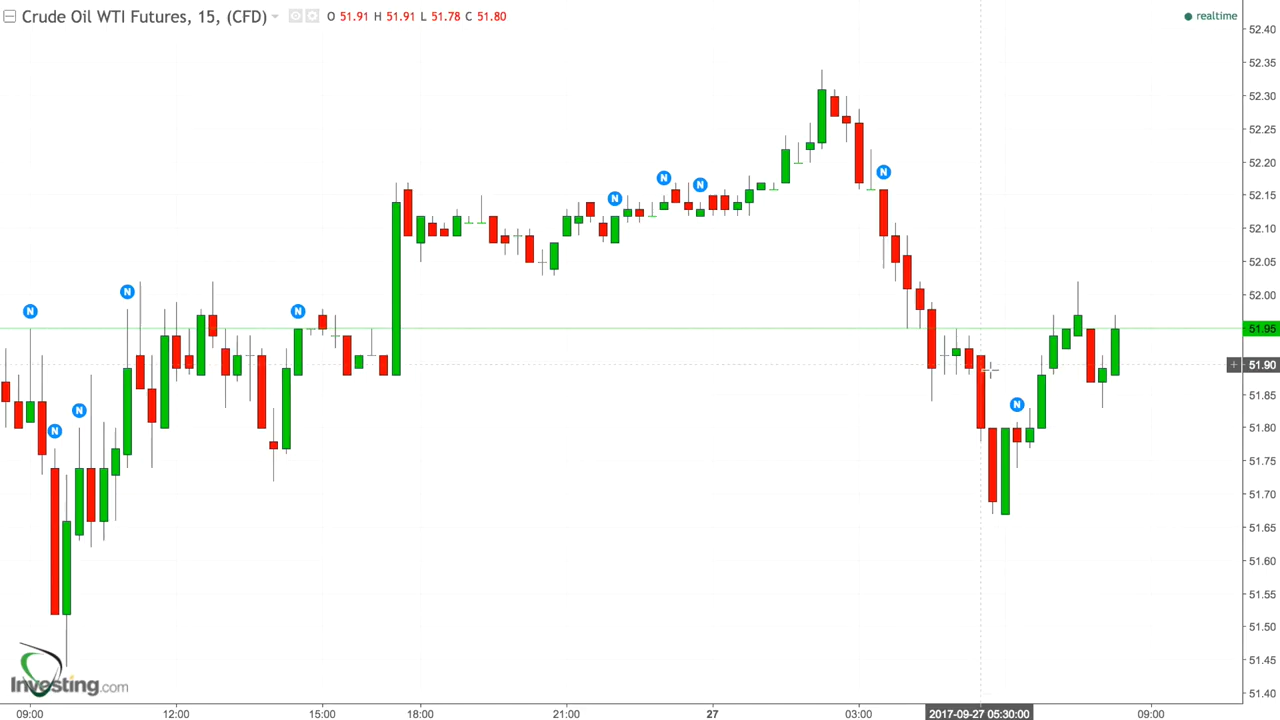 Crude Oil WTI Futures, 15, (CFD) O 51.91 H 51.91 L 51.78 C 51.80
realtime
52.40
52.35
52.30
52.25
52.20
52.15
52.10
52.05
52.00
51.95
51.90
51.85
51.80
51.75
51.70
51.65
51.60
51.55
51.50
51.45
51.40
N
N
N
N
N
N
N
N
N
N
Investing.com
09:00 12:00 15:00 18:00 21:00 27 03:00 2017-09-27 05:30:00 09:00